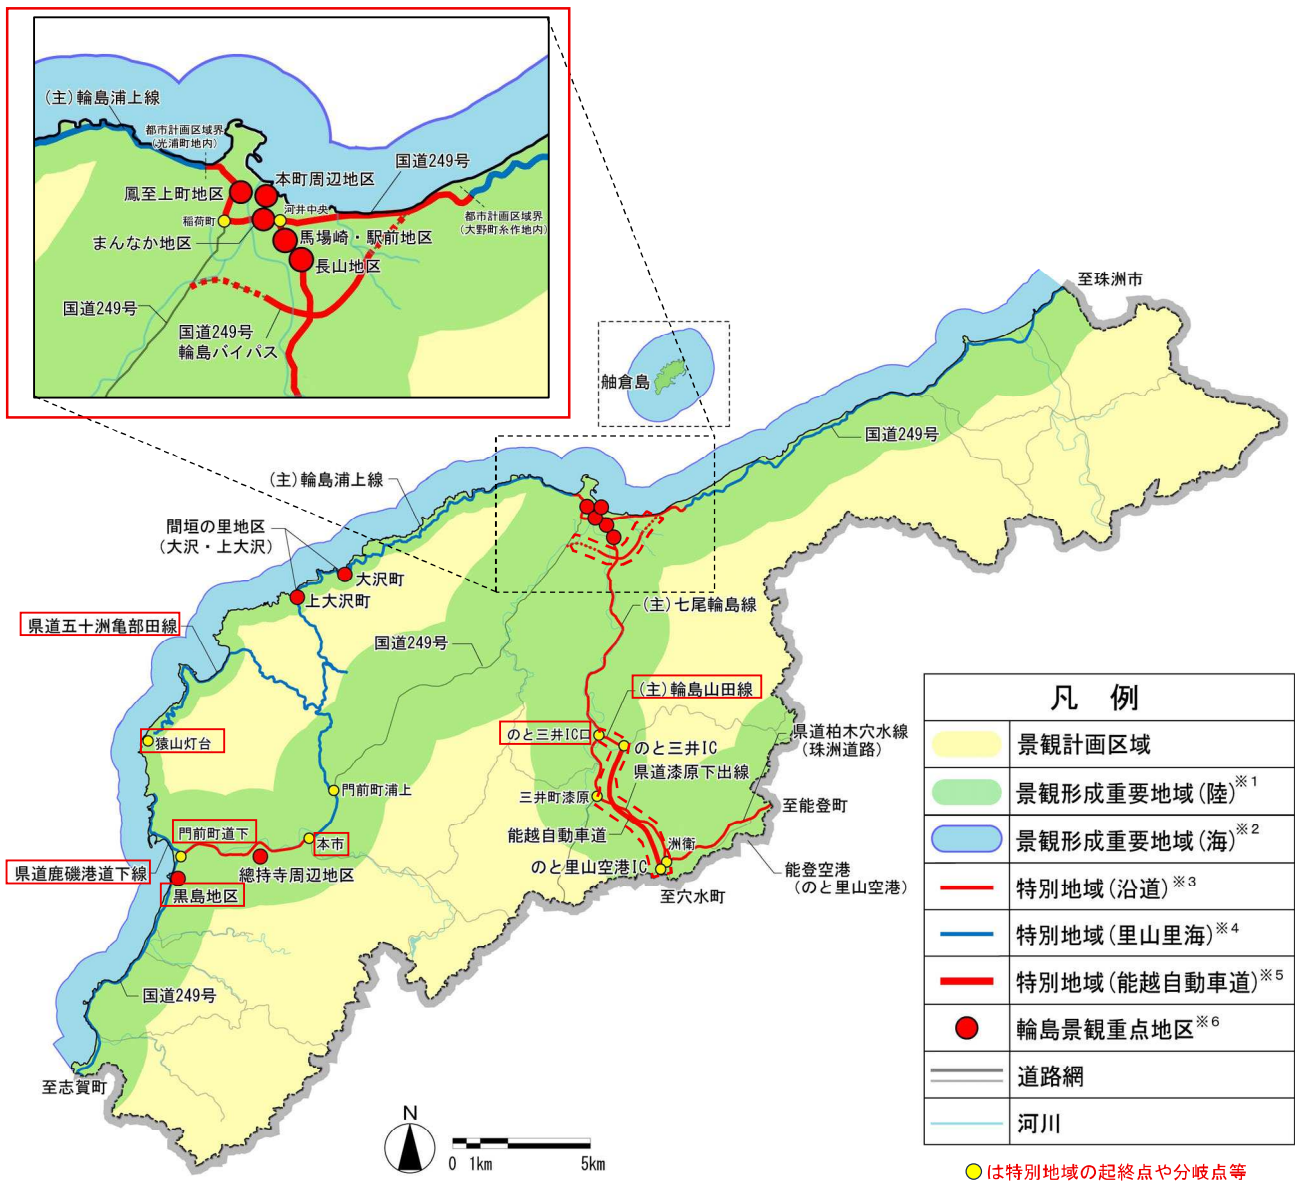 (主)輪島浦上線
都市計画区域界
(光浦町地内)
国道249号
本町周辺地区
鳳至上町地区
河井中央
稲荷町
都市計画区域界
(大野町糸作地内)
まんなか地区
馬場崎・駅前地区
長山地区
国道249号
国道249号
輪島バイパス
至珠洲市
舳倉島
国道249号
(主)輪島浦上線
間垣の里地区
(大沢・上大沢)
大沢町
上大沢町
(主)七尾輪島線
県道五十洲亀部田線
国道249号
(主)輪島山田線
のと三井IC口
県道柏木穴水線
(珠洲道路)
猿山灯台
のと三井IC
県道漆原下出線
門前町浦上
三井町漆原
至能登町
門前町道下
本市
能越自動車道
洲衛
県道鹿磯港道下線
總持寺周辺地区
のと里山空港IC
能登空港
(のと里山空港)
黒島地区
至穴水町
国道249号
至志賀町
N
0 1km 5km
凡 例
景観計画区域
景観形成重要地域(陸)※1
景観形成重要地域(海)※2
特別地域(沿道)※3
特別地域(里山里海)※4
特別地域(能越自動車道)※5
輪島景観重点地区※6
道路網
河川
は特別地域の起終点や分岐点等